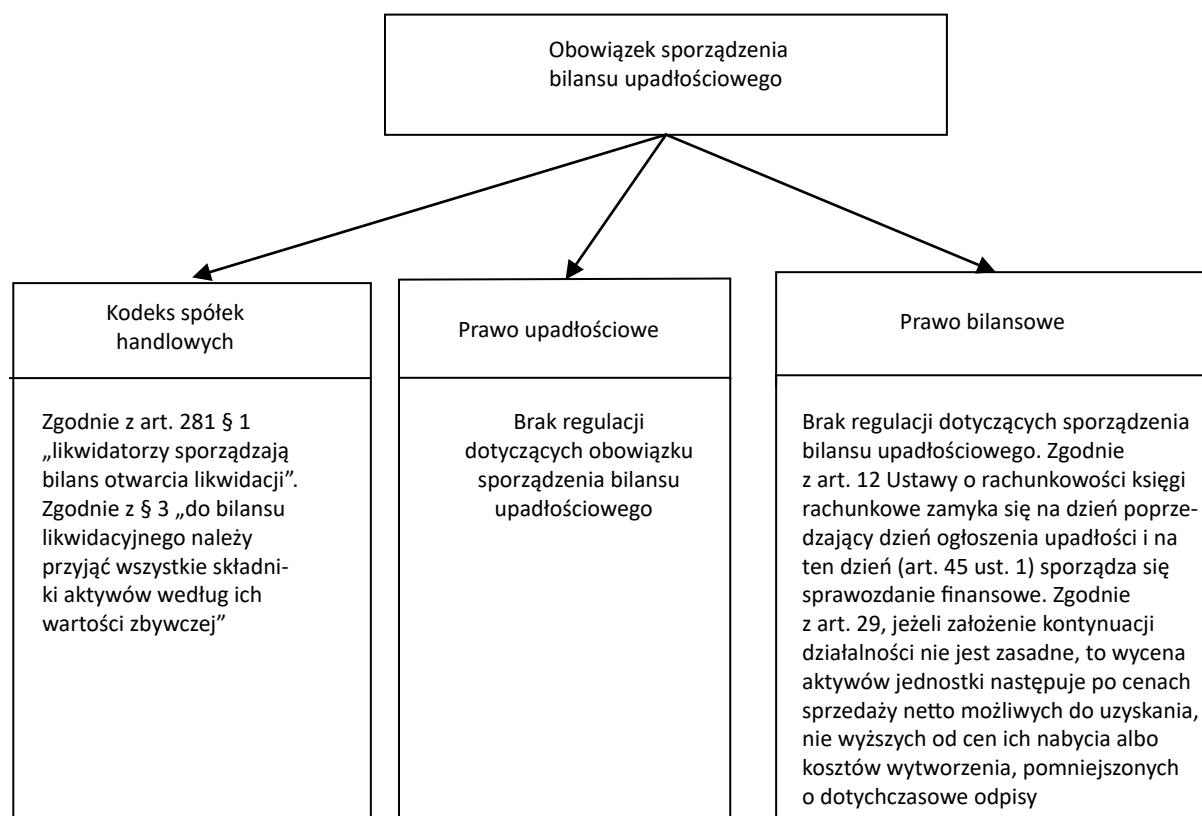 Obowiązek sporządzenia
bilansu upadłościowego
Kodeks spółek
handlowych
Zgodnie z art. 281 § 1
„likwidatorzy sporządzają
bilans otwarcia likwidacji”.
Zgodnie z § 3 „do bilansu
likwidacyjnego należy
przyjąć wszystkie składni-
ki aktywów według ich
wartości zbywczej”
Prawo upadłościowe
Brak regulacji
dotyczących obowiązku
sporządzenia bilansu
upadłościowego
Prawo bilansowe
Brak regulacji dotyczących sporządzenia
bilansu upadłościowego. Zgodnie
z art. 12 Ustawy o rachunkowości księgi
rachunkowe zamyka się na dzień poprze-
dzający dzień ogłoszenia upadłości i na
ten dzień (art. 45 ust. 1) sporządza się
sprawozdanie finansowe. Zgodnie
z art. 29, jeżeli założenie kontynuacji
działalności nie jest zasadne, to wycena
aktywów jednostki następuje po cenach
sprzedaży netto możliwych do uzyskania,
nie wyższych od cen ich nabycia albo
kosztów wytworzenia, pomniejszonych
o dotychczasowe odpisy